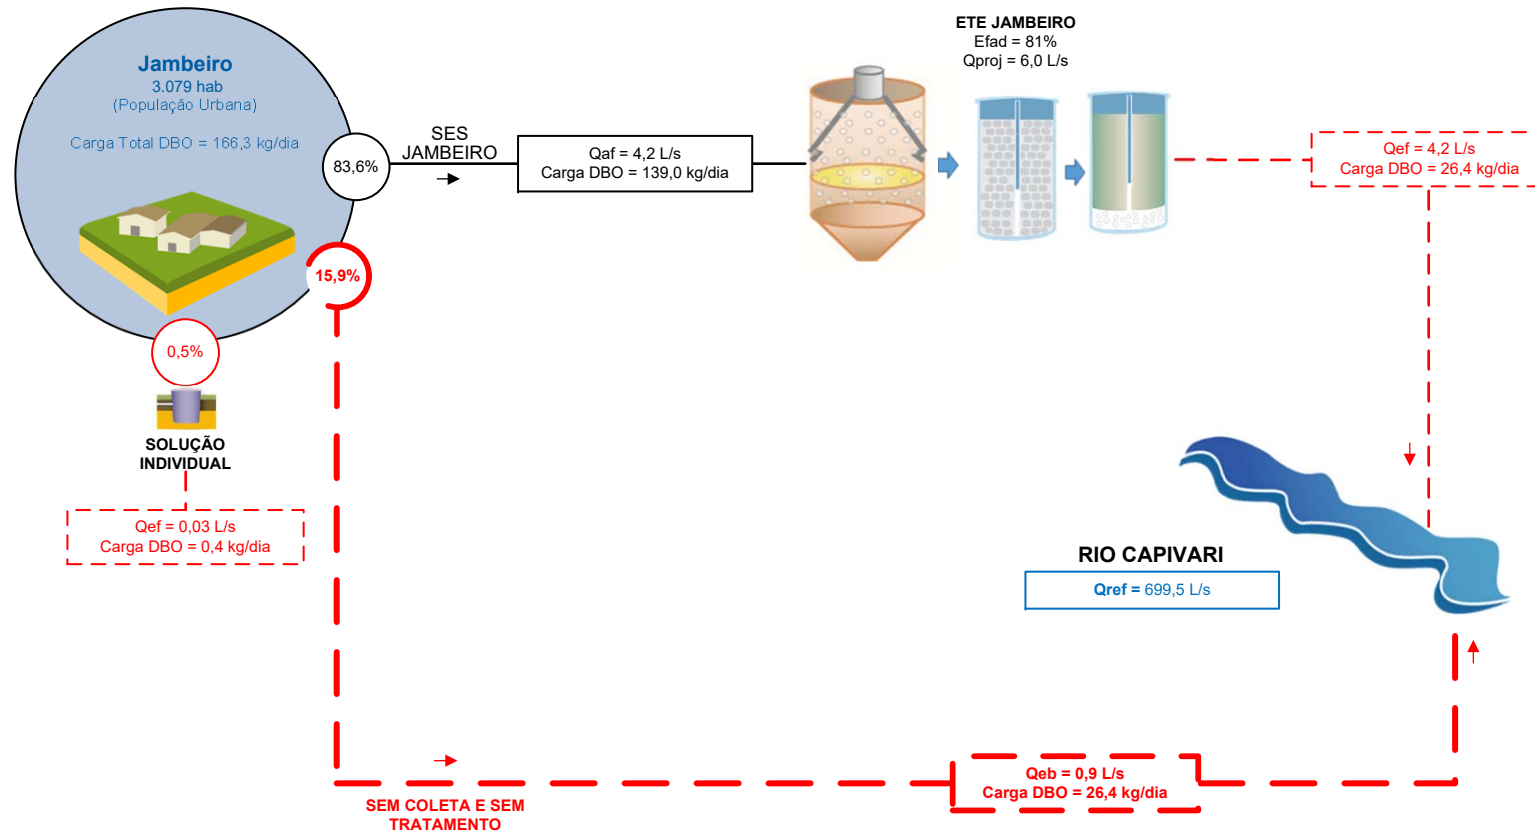 Jambeiro
3.079 hab
(População Urbana)
Carga Total DBO = 166,3 kg/dia
83,6%
15,9%
0,5%
SOLUÇÃO
INDIVIDUAL
Qef = 0,03 L/s
Carga DBO = 0,4 kg/dia
SES
JAMBEIRO
Qaf = 4,2 L/s
Carga DBO = 139,0 kg/dia
ETE JAMBEIRO
Efad = 81%
Qproj = 6,0 L/s
Qef = 4,2 L/s
Carga DBO = 26,4 kg/dia
RIO CAPIVARI
Qref = 699,5 L/s
Qeb = 0,9 L/s
Carga DBO = 26,4 kg/dia
SEM COLETA E SEM
TRATAMENTO